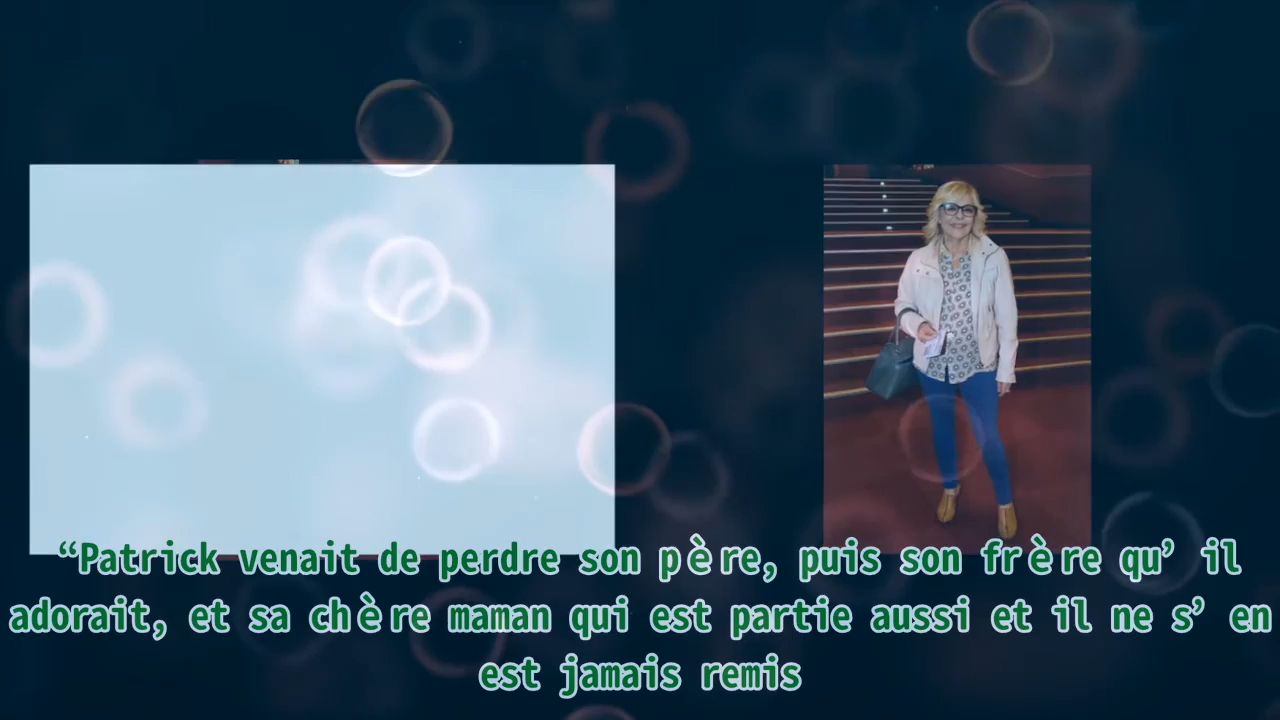 “Patrick venait de perdre son père, puis son frère qu’ il
adorait, et sa chère maman qui est partie aussi et il ne s’ en
est jamais remis